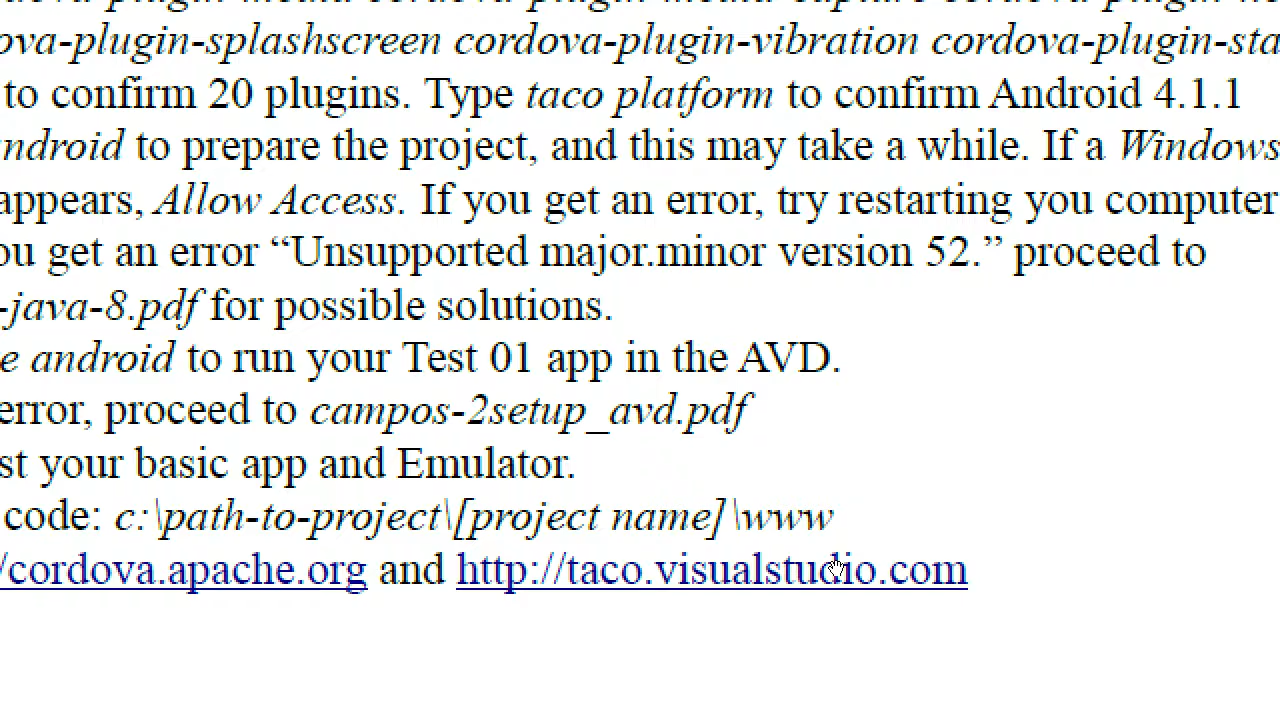 ova-plugin-splashscreen cordova-plugin-vibration cordova-plugin-sta
to confirm 20 plugins. Type taco platform to confirm Android 4.1.1
android to prepare the project, and this may take a while. If a Windows
appears, Allow Access. If you get an error, try restarting you computer
ou get an error “Unsupported major.minor version 52.” proceed to
-java-8.pdf for possible solutions.
e android to run your Test 01 app in the AVD.
error, proceed to campos-2setup_avd.pdf
st your basic app and Emulator.
code: c:\path-to-project\[project name]\www
/cordova.apache.org and http://taco.visualstudio.com